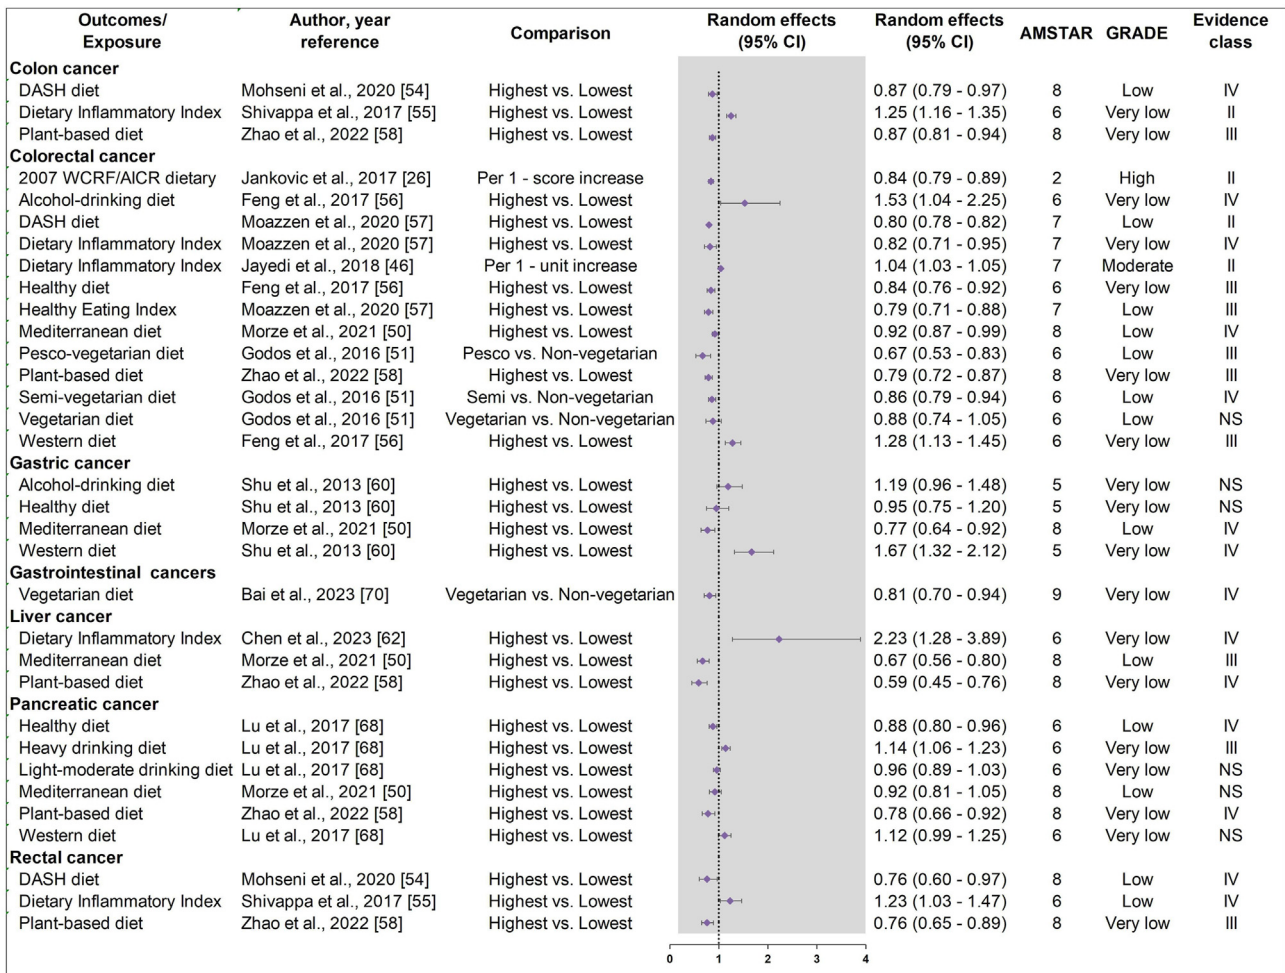 Outcomes/ Author, year Comparison Random effects Random effects AMSTAR GRADE Evidence
Exposure reference (95% CI) (95% CI) class
Colon cancer
DASH diet Mohseni et al., 2020 [54] Highest vs. Lowest 0.87 (0.79 - 0.97) 8 Low IV
Dietary Inflammatory Index Shivappa et al., 2017 [55] Highest vs. Lowest 1.25 (1.16 - 1.35) 6 Very low II
Plant-based diet Zhao et al., 2022 [58] Highest vs. Lowest 0.87 (0.81 - 0.94) 8 Very low III
Colorectal cancer
2007 WCRF/AICR dietary Jankovic et al., 2017 [26] Per 1 - score increase 0.84 (0.79 - 0.89) 2 High II
Alcohol-drinking diet Feng et al., 2017 [56] Highest vs. Lowest 1.53 (1.04 - 2.25) 6 Very low IV
DASH diet Moazzen et al., 2020 [57] Highest vs. Lowest 0.80 (0.78 - 0.82) 7 Low II
Dietary Inflammatory Index Moazzen et al., 2020 [57] Highest vs. Lowest 0.82 (0.71 - 0.95) 7 Very low IV
Dietary Inflammatory Index Jayedi et al., 2018 [46] Per 1 - unit increase 1.04 (1.03 - 1.05) 7 Moderate II
Healthy diet Feng et al., 2017 [56] Highest vs. Lowest 0.84 (0.76 - 0.92) 6 Very low III
Healthy Eating Index Moazzen et al., 2020 [57] Highest vs. Lowest 0.79 (0.71 - 0.88) 7 Low III
Mediterranean diet Morze et al., 2021 [50] Highest vs. Lowest 0.92 (0.87 - 0.99) 8 Low IV
Pesco-vegetarian diet Godos et al., 2016 [51] Pesco vs. Non-vegetarian 0.67 (0.53 - 0.83) 6 Low III
Plant-based diet Zhao et al., 2022 [58] Highest vs. Lowest 0.79 (0.72 - 0.87) 8 Very low III
Semi-vegetarian diet Godos et al., 2016 [51] Semi vs. Non-vegetarian 0.86 (0.79 - 0.94) 6 Low IV
Vegetarian diet Godos et al., 2016 [51] Vegetarian vs. Non-vegetarian 0.88 (0.74 - 1.05) 6 Low NS
Western diet Feng et al., 2017 [56] Highest vs. Lowest 1.28 (1.13 - 1.45) 6 Very low III
Gastric cancer
Alcohol-drinking diet Shu et al., 2013 [60] Highest vs. Lowest 1.19 (0.96 - 1.48) 5 Very low NS
Healthy diet Shu et al., 2013 [60] Highest vs. Lowest 0.95 (0.75 - 1.20) 5 Very low NS
Mediterranean diet Morze et al., 2021 [50] Highest vs. Lowest 0.77 (0.64 - 0.92) 8 Low IV
Western diet Shu et al., 2013 [60] Highest vs. Lowest 1.67 (1.32 - 2.12) 5 Very low IV
Gastrointestinal cancers
Vegetarian diet Bai et al., 2023 [70] Vegetarian vs. Non-vegetarian 0.81 (0.70 - 0.94) 9 Very low IV
Liver cancer
Dietary Inflammatory Index Chen et al., 2023 [62] Highest vs. Lowest 2.23 (1.28 - 3.89) 6 Very low IV
Mediterranean diet Morze et al., 2021 [50] Highest vs. Lowest 0.67 (0.56 - 0.80) 8 Low III
Plant-based diet Zhao et al., 2022 [58] Highest vs. Lowest 0.59 (0.45 - 0.76) 8 Very low IV
Pancreatic cancer
Healthy diet Lu et al., 2017 [68] Highest vs. Lowest 0.88 (0.80 - 0.96) 6 Low IV
Heavy drinking diet Lu et al., 2017 [68] Highest vs. Lowest 1.14 (1.06 - 1.23) 6 Very low III
Light-moderate drinking diet Lu et al., 2017 [68] Highest vs. Lowest 0.96 (0.89 - 1.03) 6 Very low NS
Mediterranean diet Morze et al., 2021 [50] Highest vs. Lowest 0.92 (0.81 - 1.05) 8 Low NS
Plant-based diet Zhao et al., 2022 [58] Highest vs. Lowest 0.78 (0.66 - 0.92) 8 Very low IV
Western diet Lu et al., 2017 [68] Highest vs. Lowest 1.12 (0.99 - 1.25) 6 Very low NS
Rectal cancer
DASH diet Mohseni et al., 2020 [54] Highest vs. Lowest 0.76 (0.60 - 0.97) 8 Low IV
Dietary Inflammatory Index Shivappa et al., 2017 [55] Highest vs. Lowest 1.23 (1.03 - 1.47) 6 Low IV
Plant-based diet Zhao et al., 2022 [58] Highest vs. Lowest 0.76 (0.65 - 0.89) 8 Very low III
0 1 2 3 4